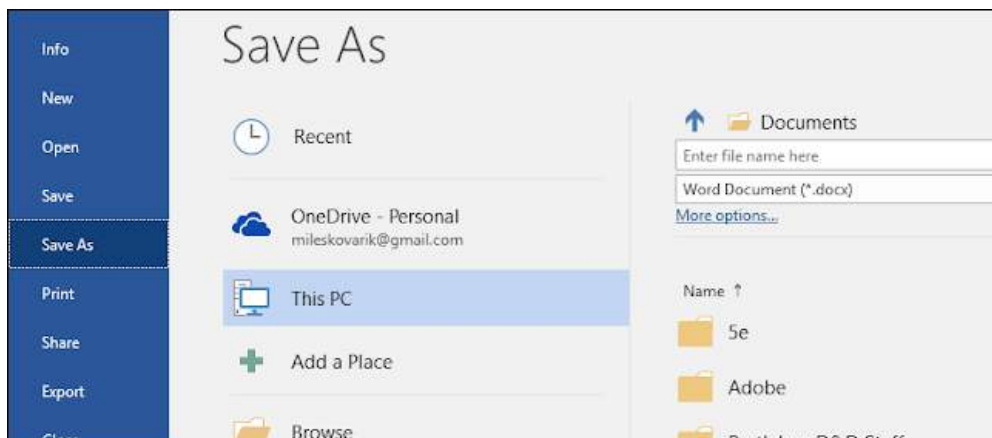 Info
New
Open
Save
Save As
Print
Share
Export
Save As
Recent
OneDrive - Personal
mileskovarik@gmail.com
This PC
Add a Place
Browse
Documents
Enter file name here
Word Document (*.docx)
More options...
Name ↑
5e
Adobe